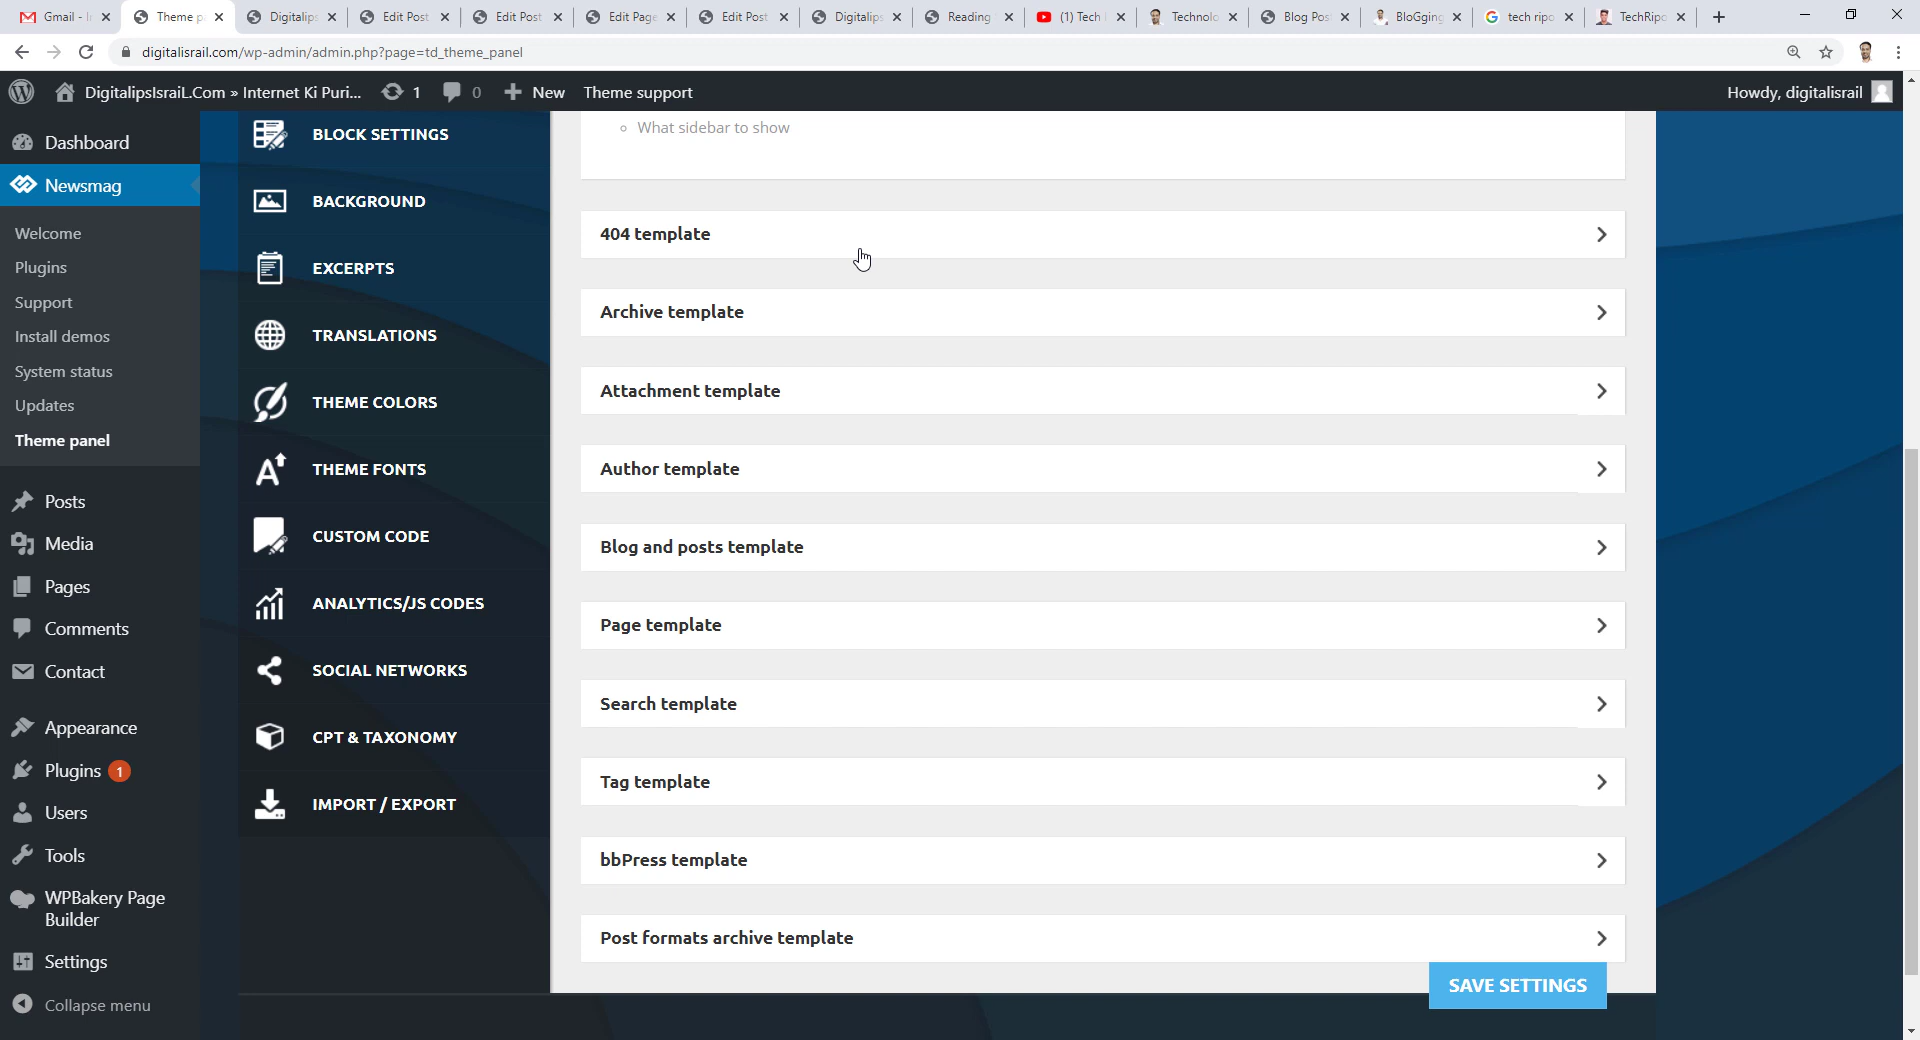 Gmail - I
Theme p
Digitalips
Edit Post
Edit Post
Edit Page
Edit Post
Digitalips
Reading
(1) Tech
Technolo
Blog Pos
BloGging
tech ripo
TechRipo
digitalisrail.com/wp-admin/admin.php?page=td_theme_panel
DigitalipsIsraiL.Com » Internet Ki Puri...
1
0
New
Theme support
Howdy, digitalisrail
Dashboard
Newsmag
Welcome
Plugins
Support
Install demos
System status
Updates
Theme panel
Posts
Media
Pages
Comments
Contact
Appearance
Plugins 1
Users
Tools
WPBakery Page
Builder
Settings
Collapse menu
BLOCK SETTINGS
BACKGROUND
EXCERPTS
TRANSLATIONS
THEME COLORS
THEME FONTS
CUSTOM CODE
ANALYTICS/JS CODES
SOCIAL NETWORKS
CPT & TAXONOMY
IMPORT / EXPORT
What sidebar to show
404 template
Archive template
Attachment template
Author template
Blog and posts template
Page template
Search template
Tag template
bbPress template
Post formats archive template
SAVE SETTINGS